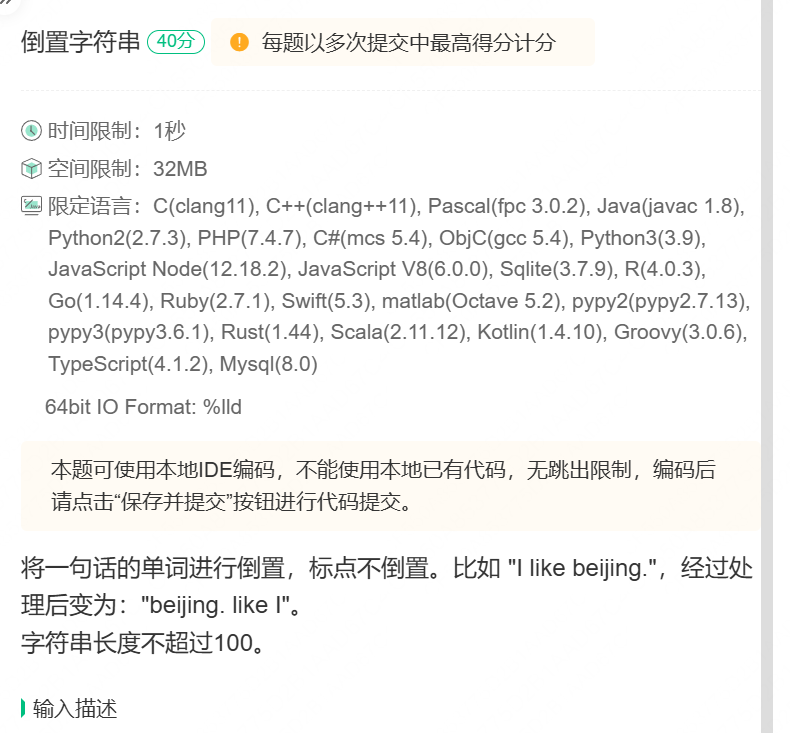 倒置字符串 40分 ! 每题以多次提交中最高得分计分
时间限制：1秒
空间限制：32MB
限定语言：C(clang11), C++(clang++11), Pascal(fpc 3.0.2), Java(javac 1.8),
Python2(2.7.3), PHP(7.4.7), C#(mcs 5.4), ObjC(gcc 5.4), Python3(3.9),
JavaScript Node(12.18.2), JavaScript V8(6.0.0), Sqlite(3.7.9), R(4.0.3),
Go(1.14.4), Ruby(2.7.1), Swift(5.3), matlab(Octave 5.2), pypy2(pypy2.7.13),
pypy3(pypy3.6.1), Rust(1.44), Scala(2.11.12), Kotlin(1.4.10), Groovy(3.0.6),
TypeScript(4.1.2), Mysql(8.0)
64bit IO Format: %lld
本题可使用本地IDE编码，不能使用本地已有代码，无跳出限制，编码后
请点击“保存并提交”按钮进行代码提交。
将一句话的单词进行倒置，标点不倒置。比如 "I like beijing."，经过处
理后变为："beijing. like I"。
字符串长度不超过100。
输入描述